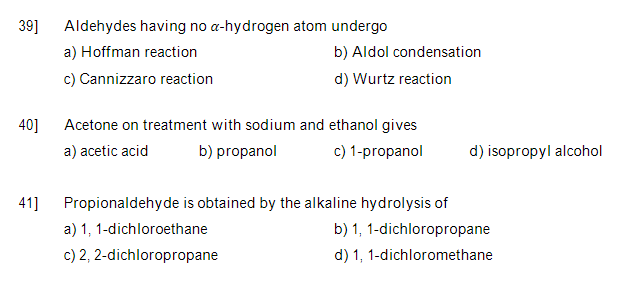 39] Aldehydes having no α-hydrogen atom undergo
a) Hoffman reaction b) Aldol condensation
c) Cannizzaro reaction d) Wurtz reaction
40] Acetone on treatment with sodium and ethanol gives
a) acetic acid b) propanol c) 1-propanol d) isopropyl alcohol
41] Propionaldehyde is obtained by the alkaline hydrolysis of
a) 1, 1-dichloroethane b) 1, 1-dichloropropane
c) 2, 2-dichloropropane d) 1, 1-dichloromethane